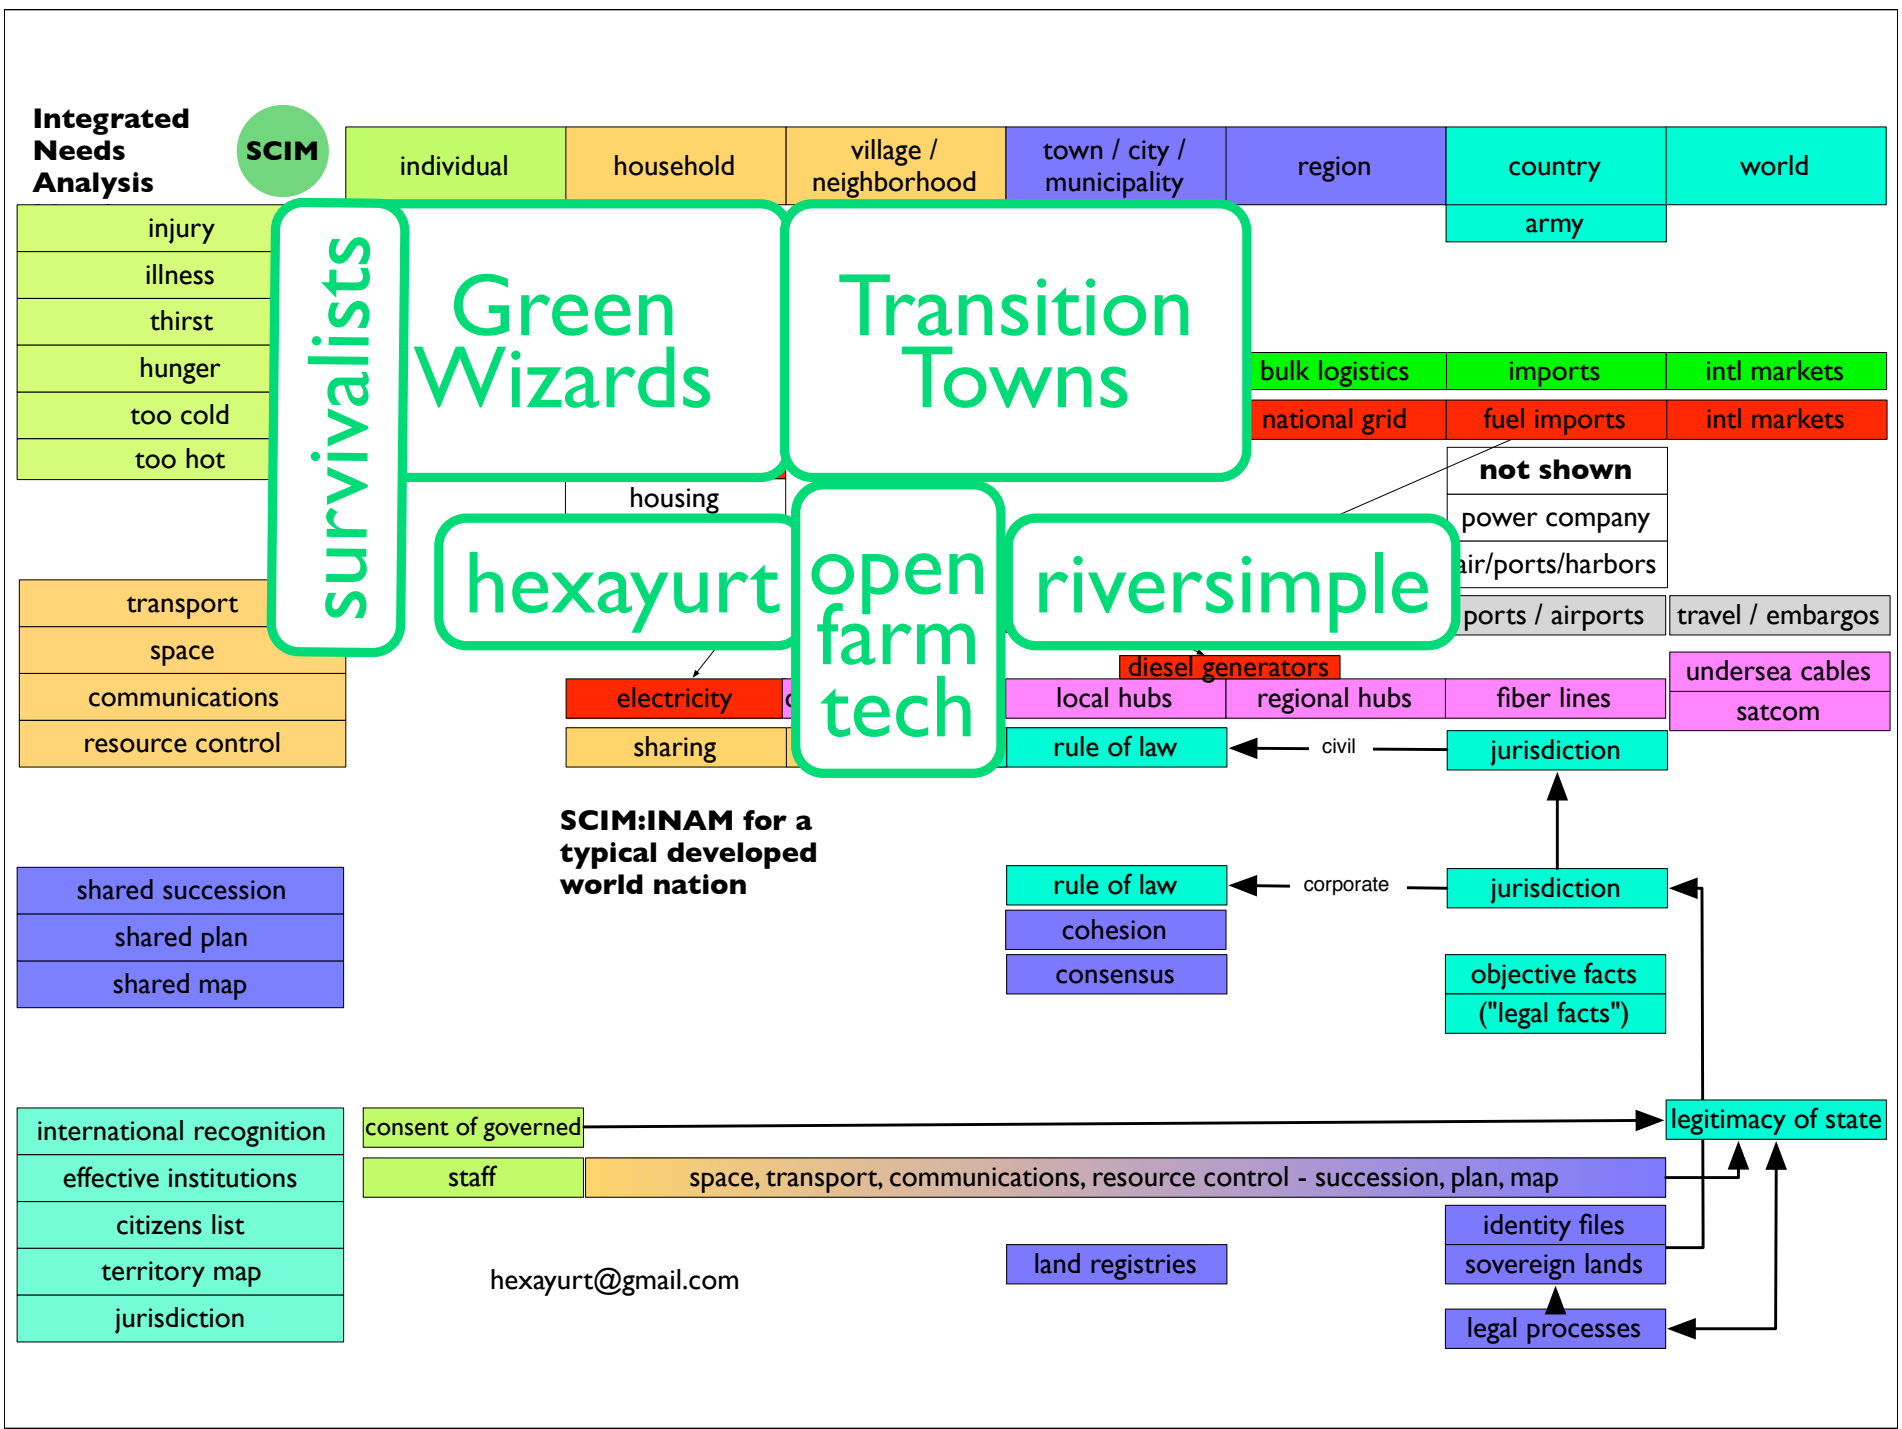 Integrated
Needs
Analysis
SCIM
individual
household
village /
neighborhood
town / city /
municipality
region
country
world
injury
illness
thirst
hunger
too cold
too hot
survivalists
Green
Wizards
Transition
Towns
army
bulk logistics
imports
intl markets
national grid
fuel imports
intl markets
not shown
power company
air/ports/harbors
housing
hexayurt
open
farm
tech
riversimple
transport
space
communications
resource control
ports / airports
travel / embargos
diesel generators
electricity
local hubs
regional hubs
fiber lines
undersea cables
satcom
sharing
rule of law
civil
jurisdiction
SCIM:INAM for a
typical developed
world nation
shared succession
shared plan
shared map
rule of law
corporate
jurisdiction
cohesion
consensus
objective facts
("legal facts")
international recognition
effective institutions
citizens list
territory map
jurisdiction
consent of governed
legitimacy of state
staff
space, transport, communications, resource control - succession, plan, map
identity files
land registries
sovereign lands
hexayurt@gmail.com
legal processes